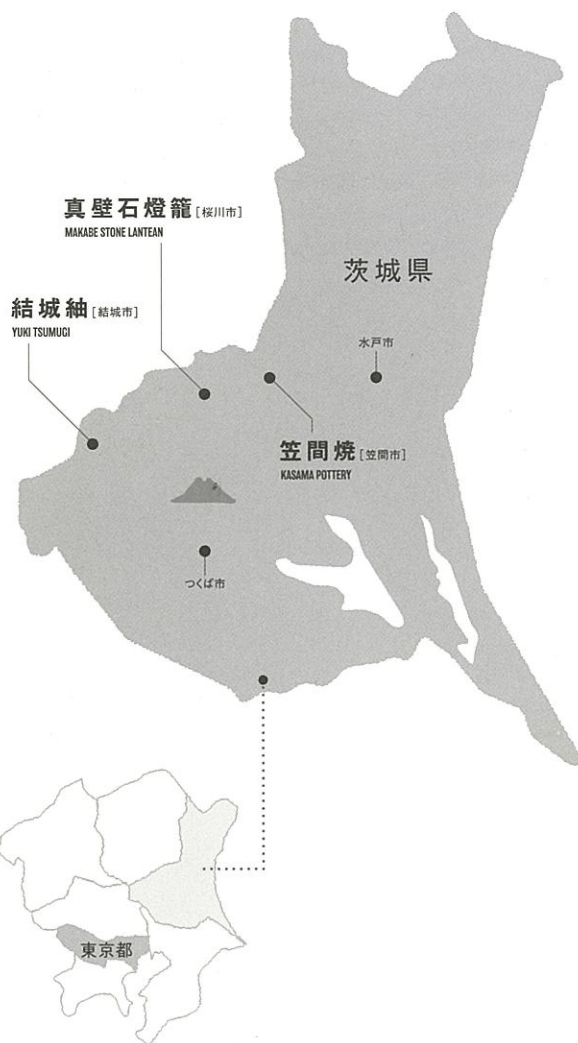 真壁石燈籠[桜川市]
MAKABE STONE LANTEAN
茨城県
結城紬[結城市]
YUKI TSUMUGI
水戸市
笠間焼[笠間市]
KASAMA POTTERY
つくば市
東京都